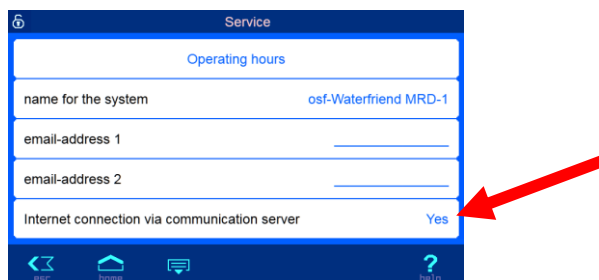 Service
Operating hours
name for the system osf-Waterfriend MRD-1
email-address 1
email-address 2
Internet connection via communication server Yes
esc home ? help